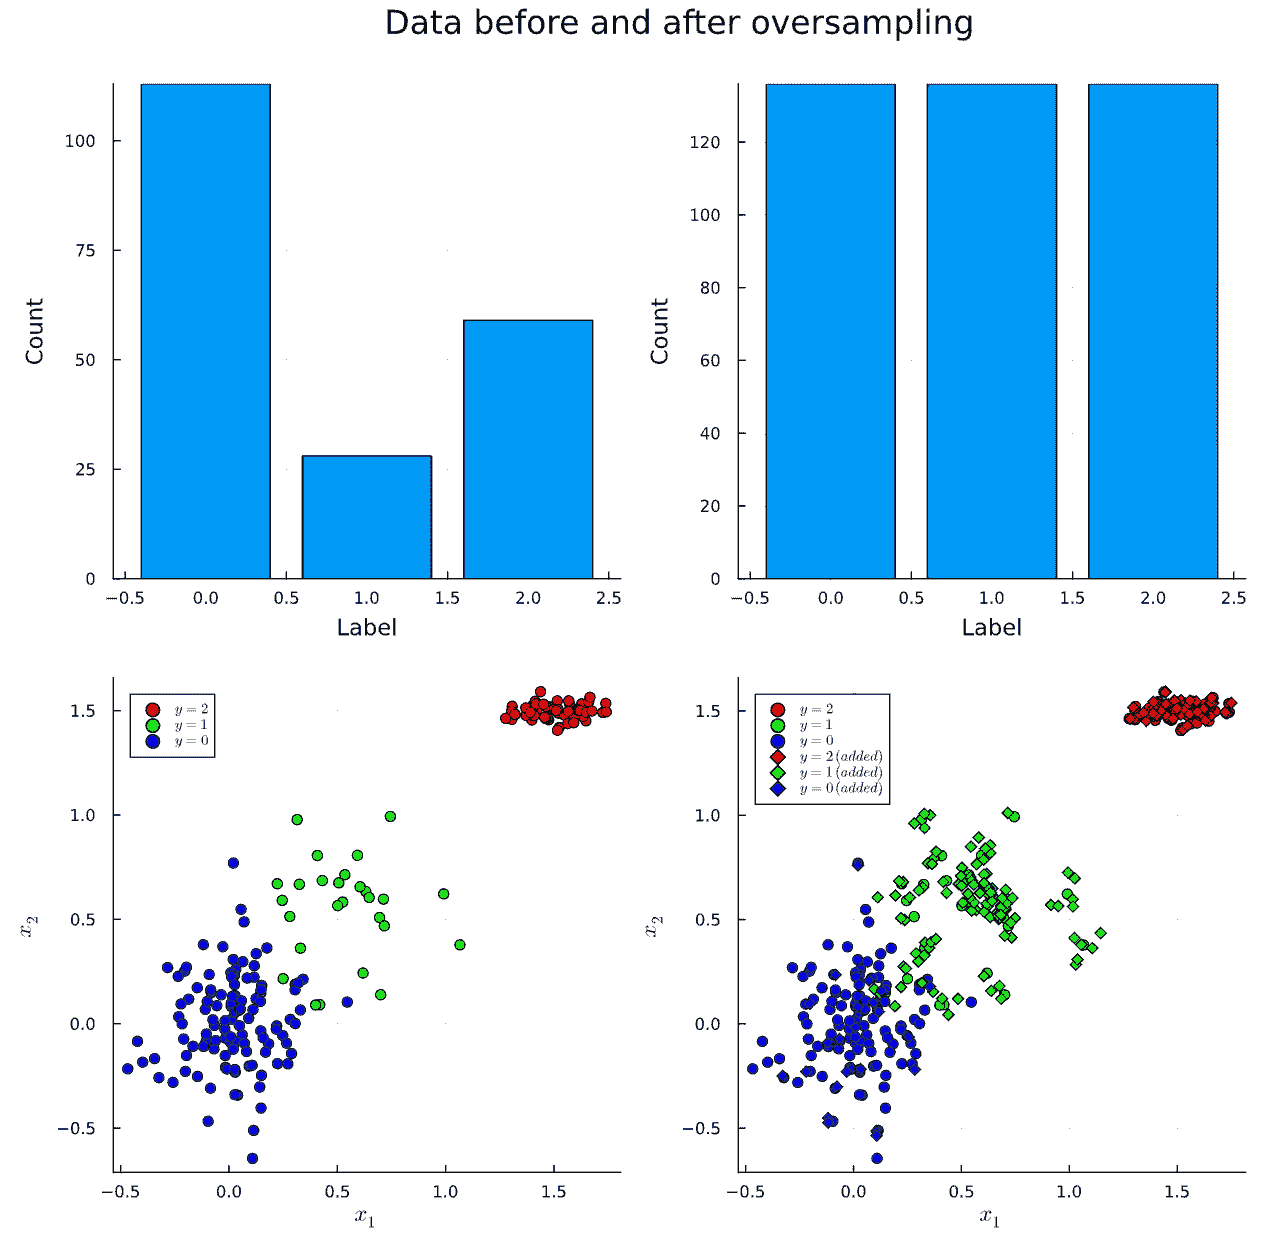 Data before and after oversampling
100
75
50
25
0
Count
−0.5 0.0 0.5 1.0 1.5 2.0 2.5
Label
120
100
80
60
40
20
0
Count
−0.5 0.0 0.5 1.0 1.5 2.0 2.5
Label
y = 2
y = 1
y = 0
1.5
1.0
0.5
0.0
−0.5
x₂
−0.5 0.0 0.5 1.0 1.5
x₁
y = 2
y = 1
y = 0
y = 2 (added)
y = 1 (added)
y = 0 (added)
1.5
1.0
0.5
0.0
−0.5
x₂
−0.5 0.0 0.5 1.0 1.5
x₁